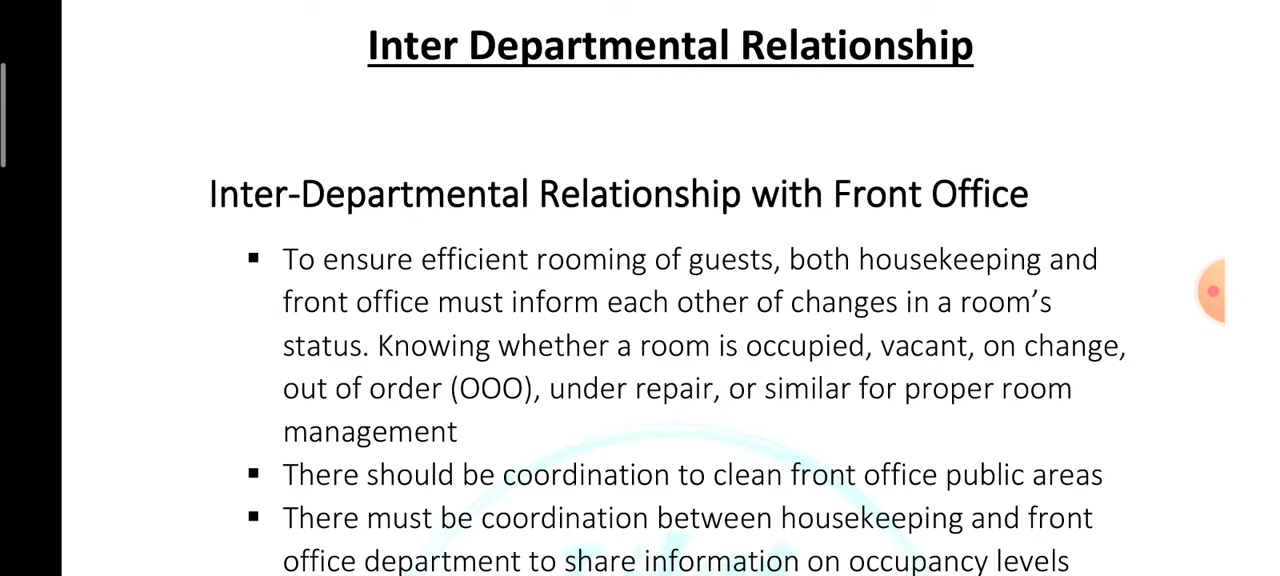 Inter Departmental Relationship
Inter-Departmental Relationship with Front Office
▪ To ensure efficient rooming of guests, both housekeeping and
front office must inform each other of changes in a room’s
status. Knowing whether a room is occupied, vacant, on change,
out of order (OOO), under repair, or similar for proper room
management
▪ There should be coordination to clean front office public areas
▪ There must be coordination between housekeeping and front
office department to share information on occupancy levels